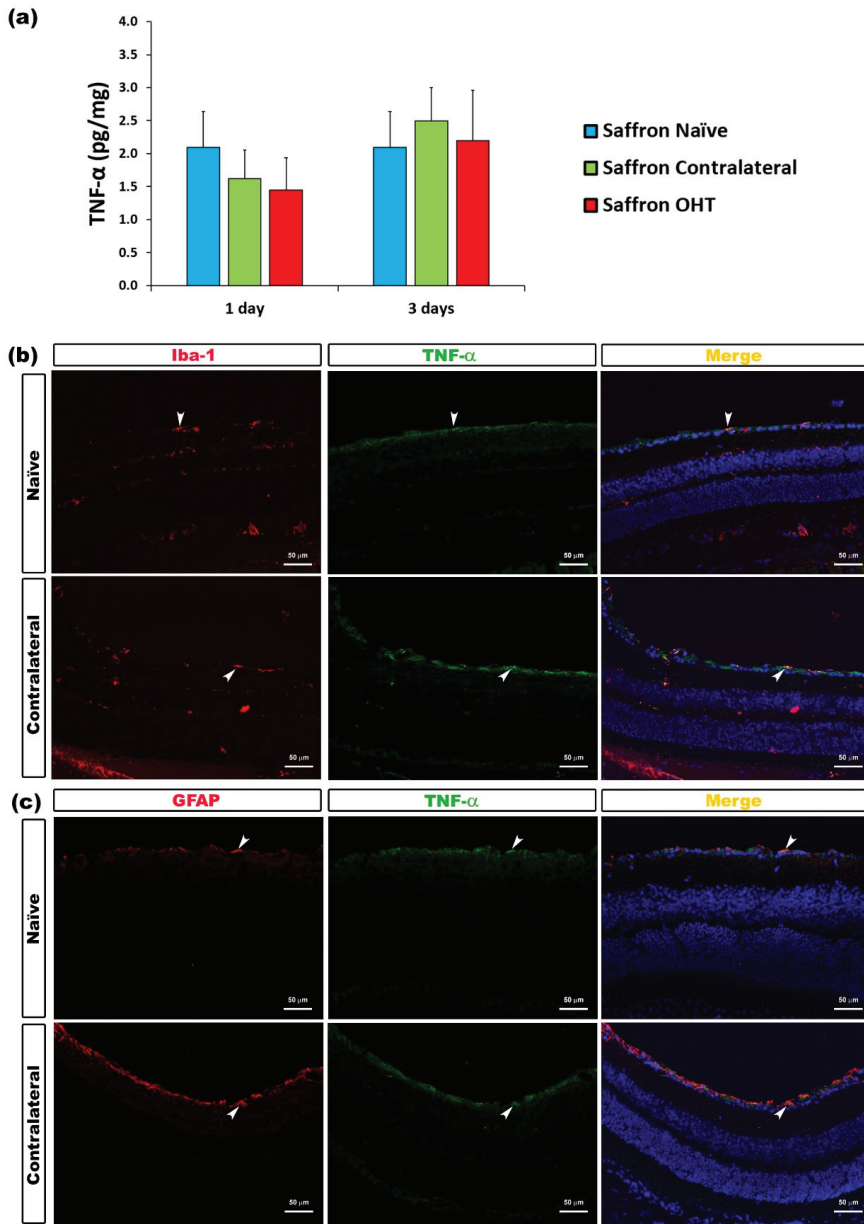 (a)
4.0
3.5
3.0
2.5
2.0
1.5
1.0
0.5
0.0
TNF-α (pg/mg)
1 day
3 days
Saffron Naïve
Saffron Contralateral
Saffron OHT
(b)
Iba-1
TNF-α
Merge
Naïve
50 µm
50 µm
50 µm
Contralateral
50 µm
50 µm
50 µm
(c)
GFAP
TNF-α
Merge
Naïve
50 µm
50 µm
50 µm
Contralateral
50 µm
50 µm
50 µm